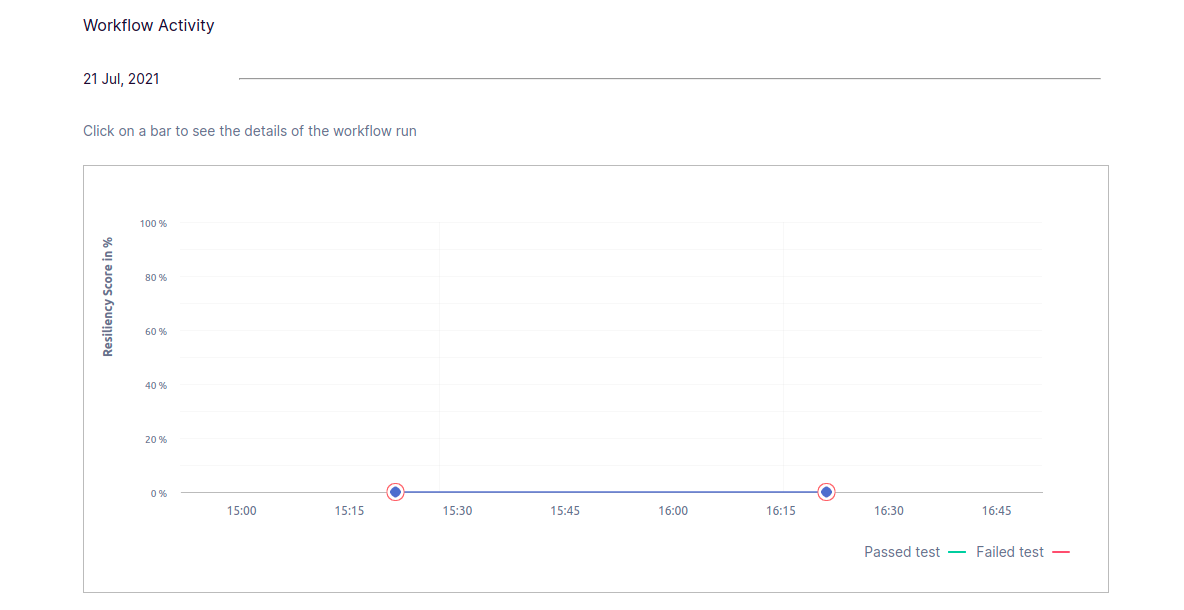 Workflow Activity
21 Jul, 2021
Click on a bar to see the details of the workflow run
Resiliency Score in %
100 %
80 %
60 %
40 %
20 %
0 %
15:00 15:15 15:30 15:45 16:00 16:15 16:30 16:45
Passed test Failed test